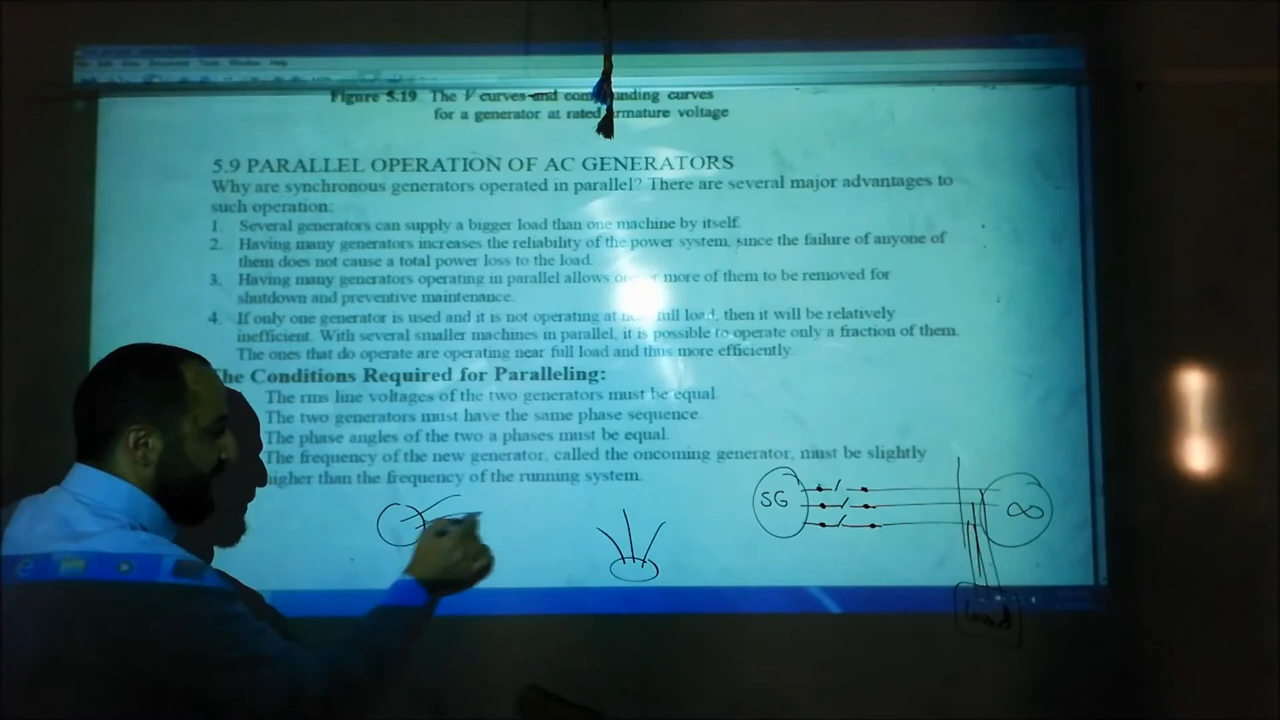 Edit View Document Tools Window Help
Figure 5.19 The V curves and compounding curves
for a generator at rated armature voltage
5.9 PARALLEL OPERATION OF AC GENERATORS
Why are synchronous generators operated in parallel? There are several major advantages to
such operation:
1. Several generators can supply a bigger load than one machine by itself.
2. Having many generators increases the reliability of the power system, since the failure of anyone of
them does not cause a total power loss to the load.
3. Having many generators operating in parallel allows one or more of them to be removed for
shutdown and preventive maintenance.
4. If only one generator is used and it is not operating at near full load, then it will be relatively
inefficient. With several smaller machines in parallel, it is possible to operate only a fraction of them.
The ones that do operate are operating near full load and thus more efficiently.
The Conditions Required for Paralleling:
The rms line voltages of the two generators must be equal.
The two generators must have the same phase sequence.
The phase angles of the two a phases must be equal.
The frequency of the new generator, called the oncoming generator, must be slightly
higher than the frequency of the running system.
SG
∞
load